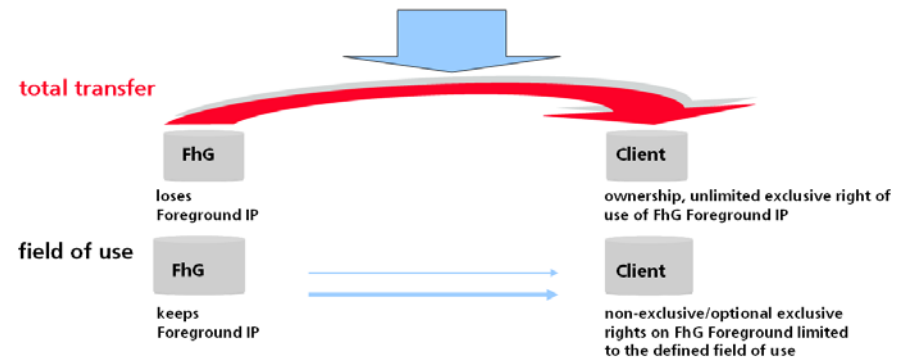 total transfer
FhG
Client
loses
Foreground IP
ownership, unlimited exclusive right of
use of FhG Foreground IP
field of use
FhG
Client
keeps
Foreground IP
non-exclusive/optional exclusive
rights on FhG Foreground limited
to the defined field of use